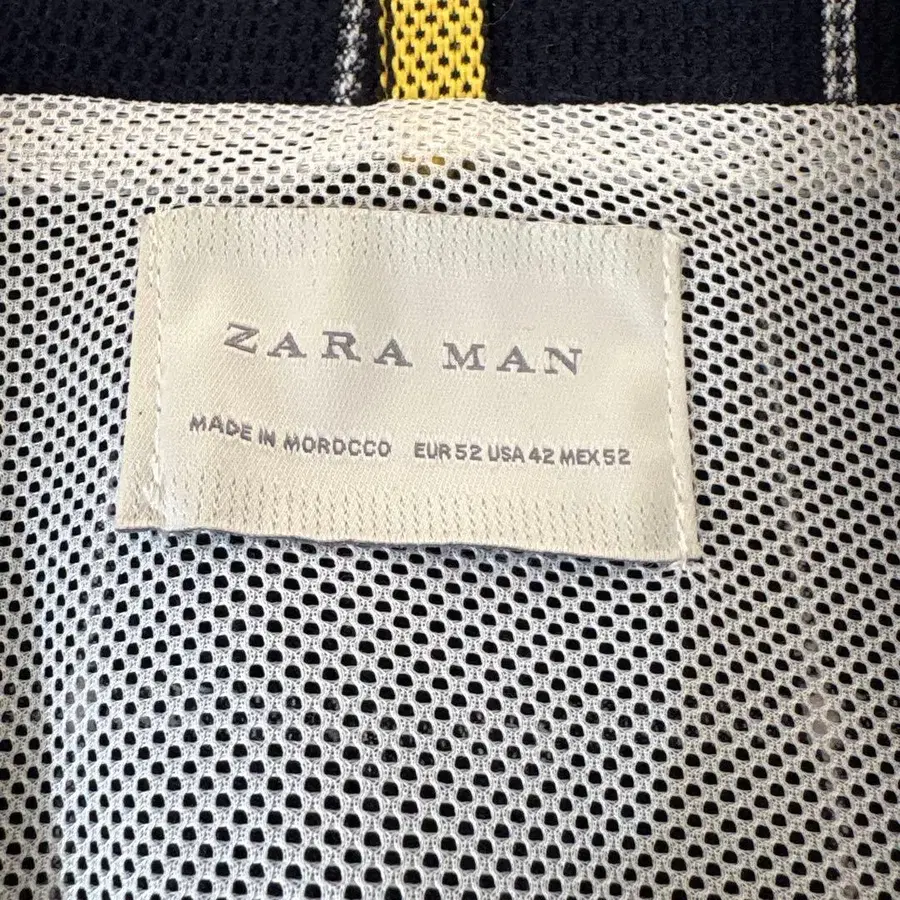 ZARA MAN
MADE IN MOROCCO EUR 52 USA 42 MEX 52